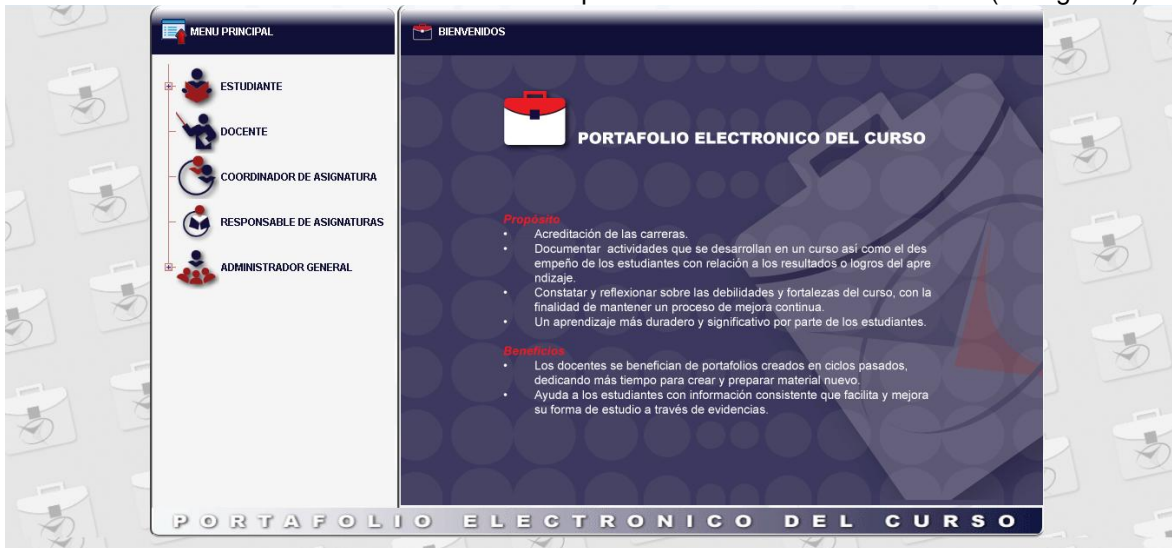 MENU PRINCIPAL
ESTUDIANTE
DOCENTE
COORDINADOR DE ASIGNATURA
RESPONSABLE DE ASIGNATURAS
ADMINISTRADOR GENERAL
BIENVENIDOS
PORTAFOLIO ELECTRONICO DEL CURSO
Propósito
• Acreditación de las carreras.
• Documentar actividades que se desarrollan en un curso así como el des
empeño de los estudiantes con relación a los resultados o logros del apre
ndizaje.
• Constatar y reflexionar sobre las debilidades y fortalezas del curso, con la
finalidad de mantener un proceso de mejora continua.
• Un aprendizaje más duradero y significativo por parte de los estudiantes.
Beneficios
• Los docentes se benefician de portafolios creados en ciclos pasados,
dedicando más tiempo para crear y preparar material nuevo.
• Ayuda a los estudiantes con información consistente que facilita y mejora
su forma de estudio a través de evidencias.
PORTAFOLIO ELECTRONICO DEL CURSO